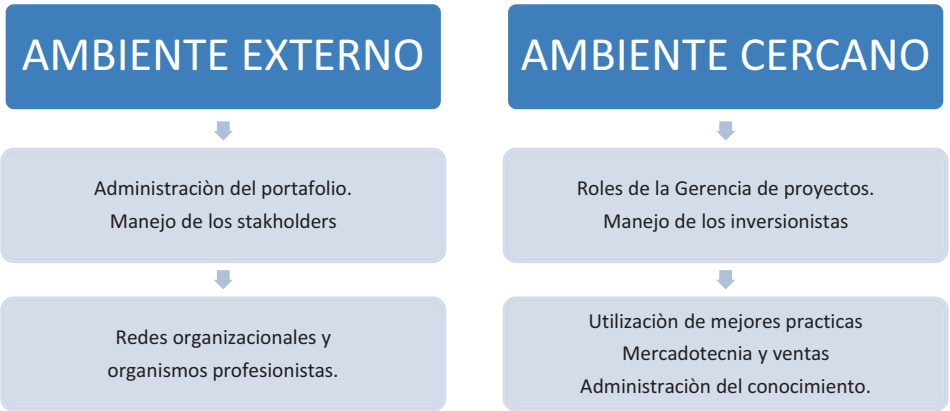 AMBIENTE EXTERNO
Administraciòn del portafolio.
Manejo de los stakholders
Redes organizacionales y
organismos profesionistas.
AMBIENTE CERCANO
Roles de la Gerencia de proyectos.
Manejo de los inversionistas
Utilizaciòn de mejores practicas
Mercadotecnia y ventas
Administraciòn del conocimiento.